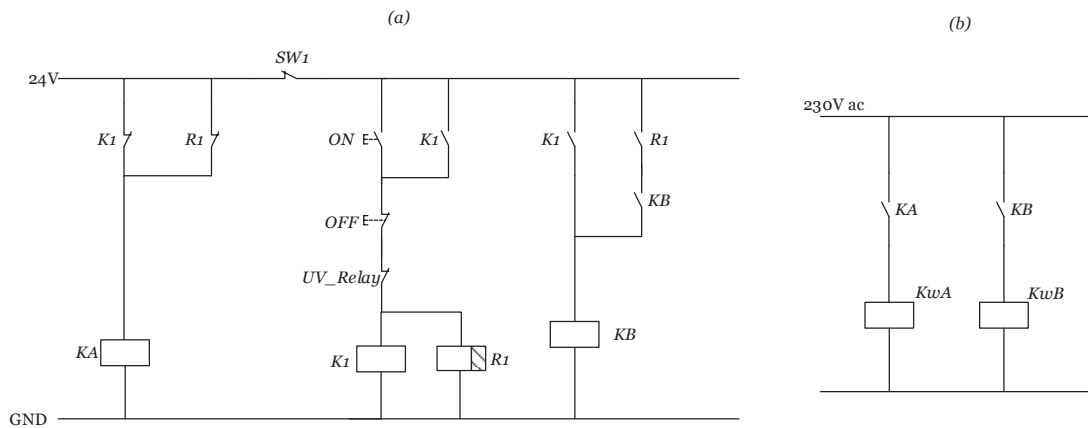 (a)
(b)
SW1
24V
230V ac
K1
R1
ON
K1
K1
R1
KB
KA
KB
OFF
UV_Relay
KwA
KwB
KA
K1
R1
KB
GND